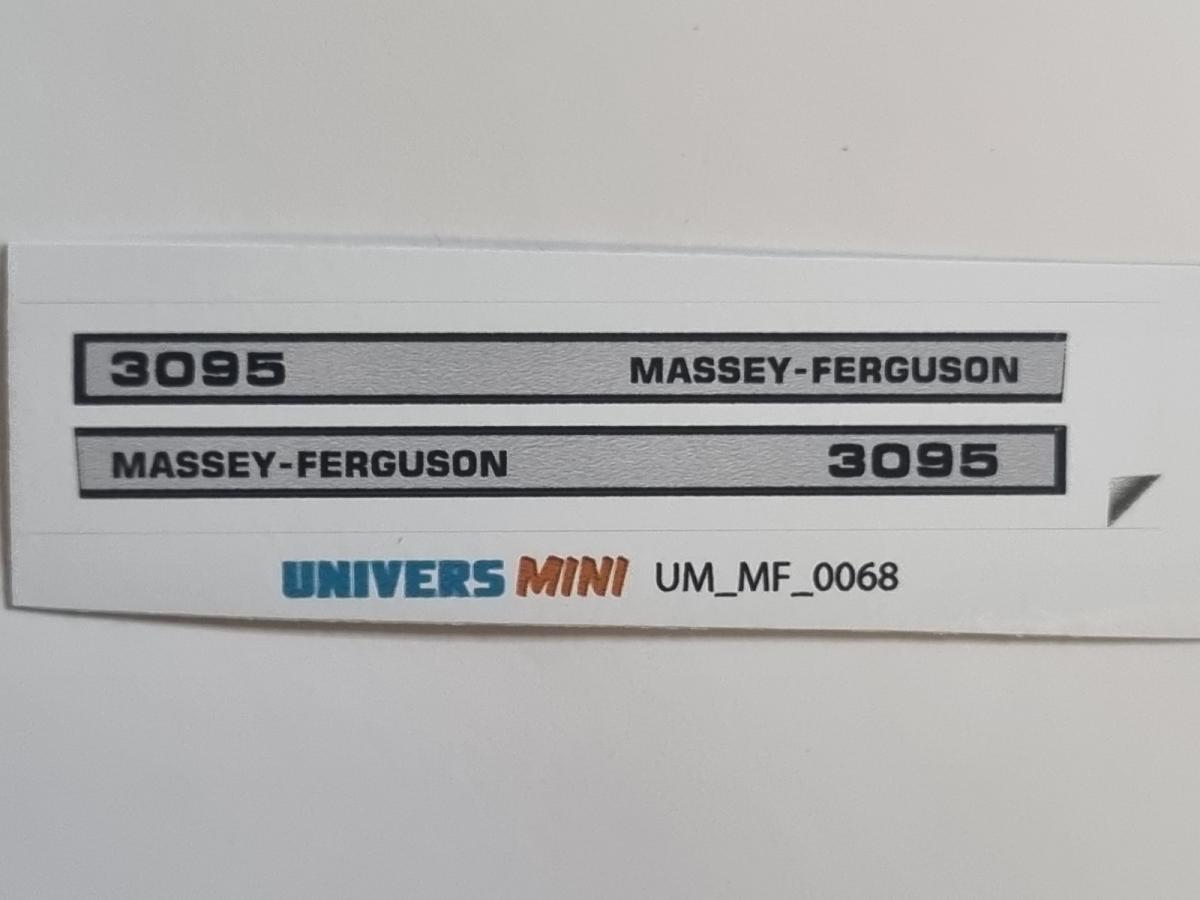 3095 MASSEY-FERGUSON
MASSEY-FERGUSON 3095
UNIVERS MINI UM_MF_0068